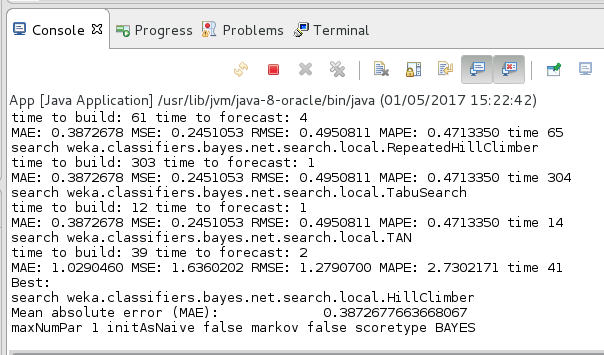 Console Progress Problems Terminal
App [Java Application] /usr/lib/jvm/java-8-oracle/bin/java (01/05/2017 15:22:42)
time to build: 61 time to forecast: 4
MAE: 0.3872678 MSE: 0.2451053 RMSE: 0.4950811 MAPE: 0.4713350 time 65
search weka.classifiers.bayes.net.search.local.RepeatedHillClimber
time to build: 303 time to forecast: 1
MAE: 0.3872678 MSE: 0.2451053 RMSE: 0.4950811 MAPE: 0.4713350 time 304
search weka.classifiers.bayes.net.search.local.TabuSearch
time to build: 12 time to forecast: 1
MAE: 0.3872678 MSE: 0.2451053 RMSE: 0.4950811 MAPE: 0.4713350 time 14
search weka.classifiers.bayes.net.search.local.TAN
time to build: 39 time to forecast: 2
MAE: 1.0290460 MSE: 1.6360202 RMSE: 1.2790700 MAPE: 2.7302171 time 41
Best:
search weka.classifiers.bayes.net.search.local.HillClimber
Mean absolute error (MAE): 0.3872677663668067
maxNumPar 1 initAsNaive false markov false scoretype BAYES